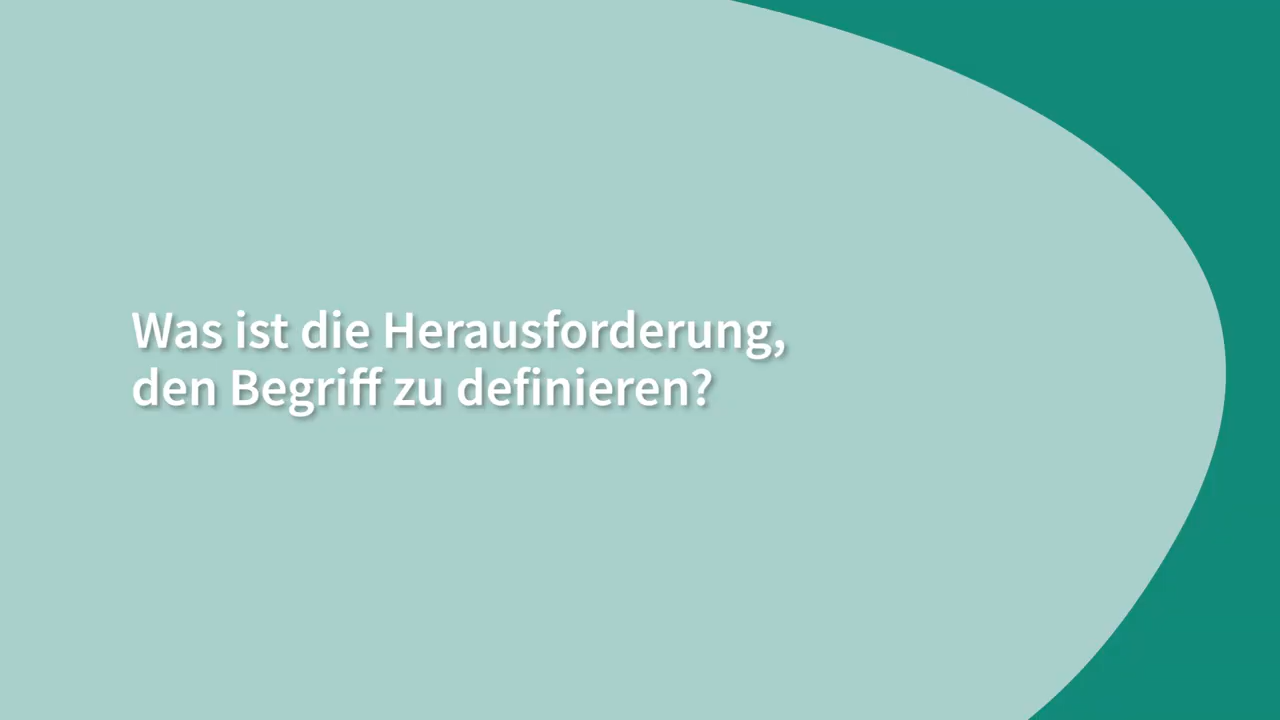 Was ist die Herausforderung,
den Begriff zu definieren?